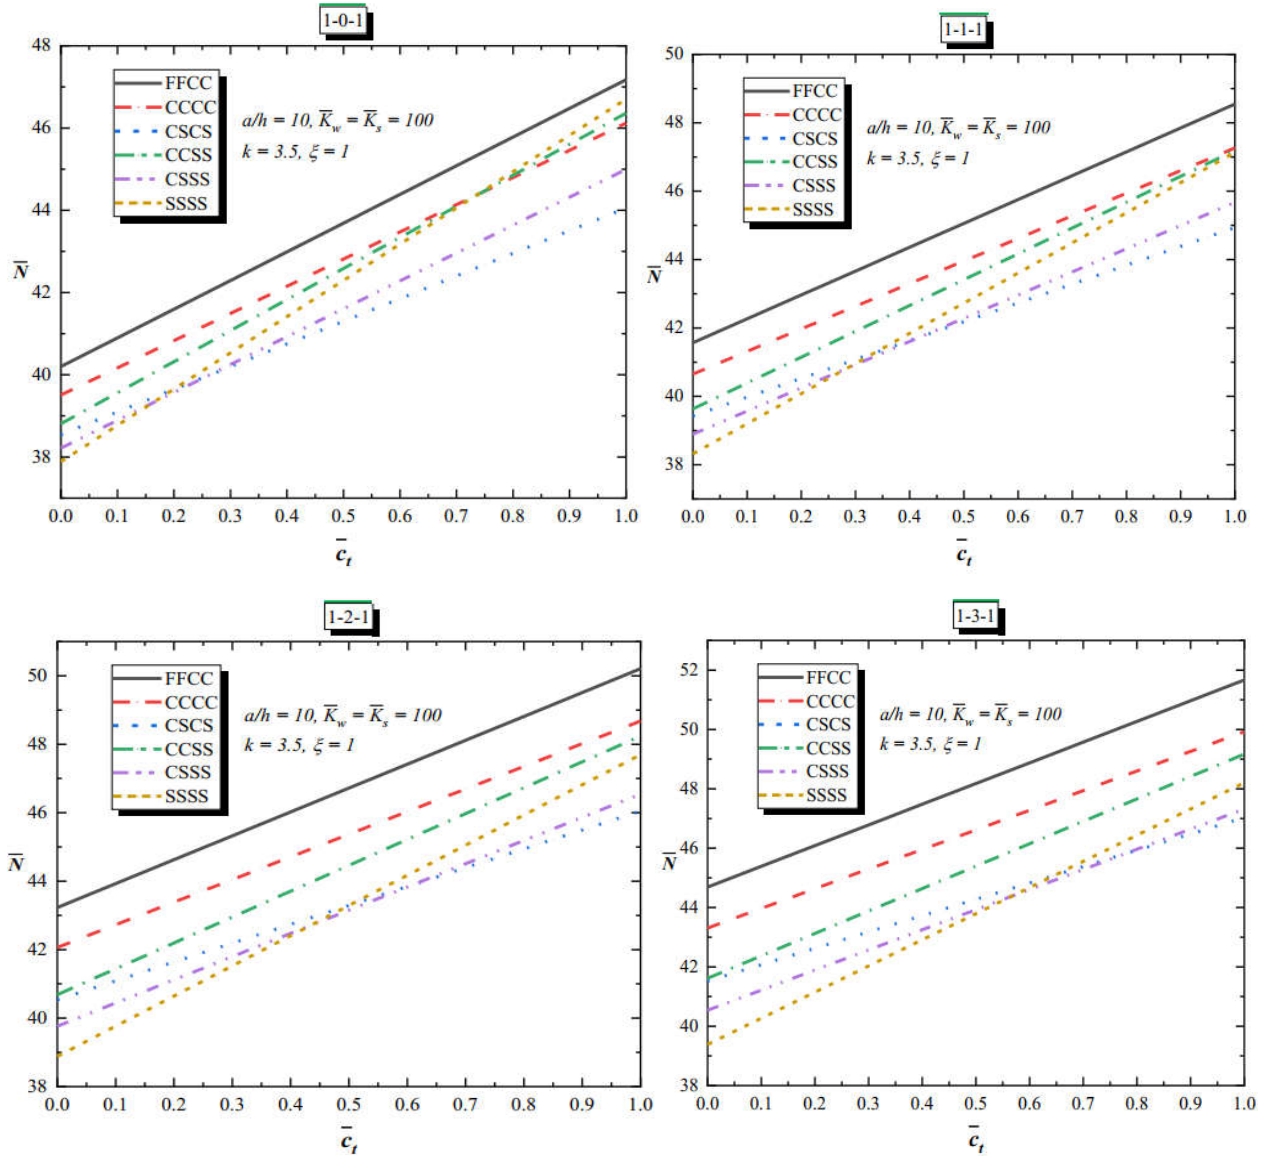 1-0-1
48
46
44
42
40
38
N̄
FFCC
CCCC
CSCS
CCSS
CSSS
SSSS
a/h = 10, K̄w = K̄s = 100
k = 3.5, ξ = 1
0.0 0.1 0.2 0.3 0.4 0.5 0.6 0.7 0.8 0.9 1.0
c̄t
1-1-1
50
48
46
44
42
40
38
N̄
FFCC
CCCC
CSCS
CCSS
CSSS
SSSS
a/h = 10, K̄w = K̄s = 100
k = 3.5, ξ = 1
0.0 0.1 0.2 0.3 0.4 0.5 0.6 0.7 0.8 0.9 1.0
c̄t
1-2-1
50
48
46
44
42
40
38
N̄
FFCC
CCCC
CSCS
CCSS
CSSS
SSSS
a/h = 10, K̄w = K̄s = 100
k = 3.5, ξ = 1
0.0 0.1 0.2 0.3 0.4 0.5 0.6 0.7 0.8 0.9 1.0
c̄t
1-3-1
52
50
48
46
44
42
40
38
N̄
FFCC
CCCC
CSCS
CCSS
CSSS
SSSS
a/h = 10, K̄w = K̄s = 100
k = 3.5, ξ = 1
0.0 0.1 0.2 0.3 0.4 0.5 0.6 0.7 0.8 0.9 1.0
c̄t